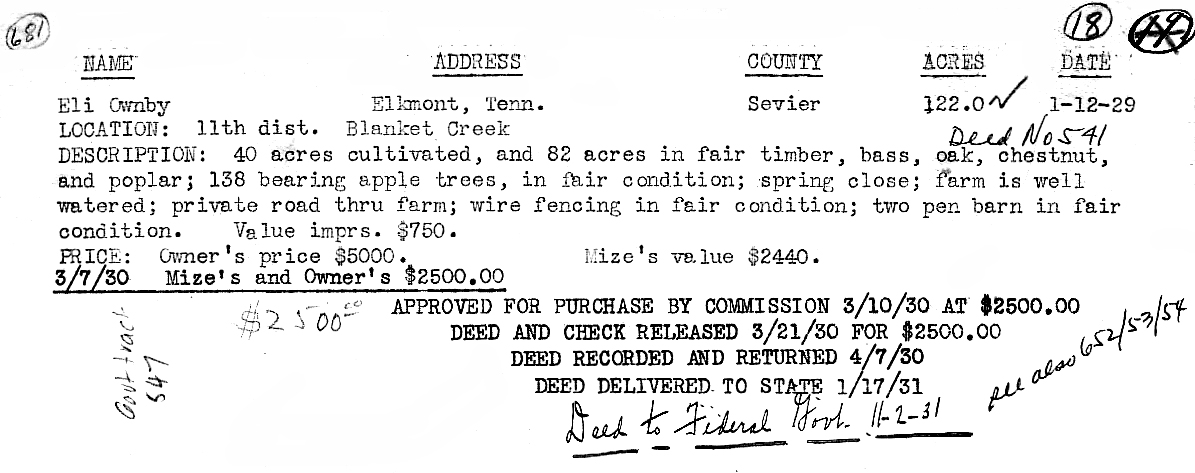 681
18
NAME ADDRESS COUNTY ACRES DATE
Eli Ownby Elkmont, Tenn. Sevier 122.0 ✓ 1-12-29
LOCATION: 11th dist. Blanket Creek
Deed No 541
DESCRIPTION: 40 acres cultivated, and 82 acres in fair timber, bass, oak, chestnut,
and poplar; 138 bearing apple trees, in fair condition; spring close; farm is well
watered; private road thru farm; wire fencing in fair condition; two pen barn in fair
condition. Value imprs. $750.
PRICE: Owner's price $5000. Mize's value $2440.
3/7/30 Mize's and Owner's $2500.00
$2500.00
APPROVED FOR PURCHASE BY COMMISSION 3/10/30 AT $2500.00
DEED AND CHECK RELEASED 3/21/30 FOR $2500.00
DEED RECORDED AND RETURNED 4/7/30
DEED DELIVERED TO STATE 1/17/31
Deed to Federal Govt. 11-2-31
Govt tract
547
see also 652/53/54